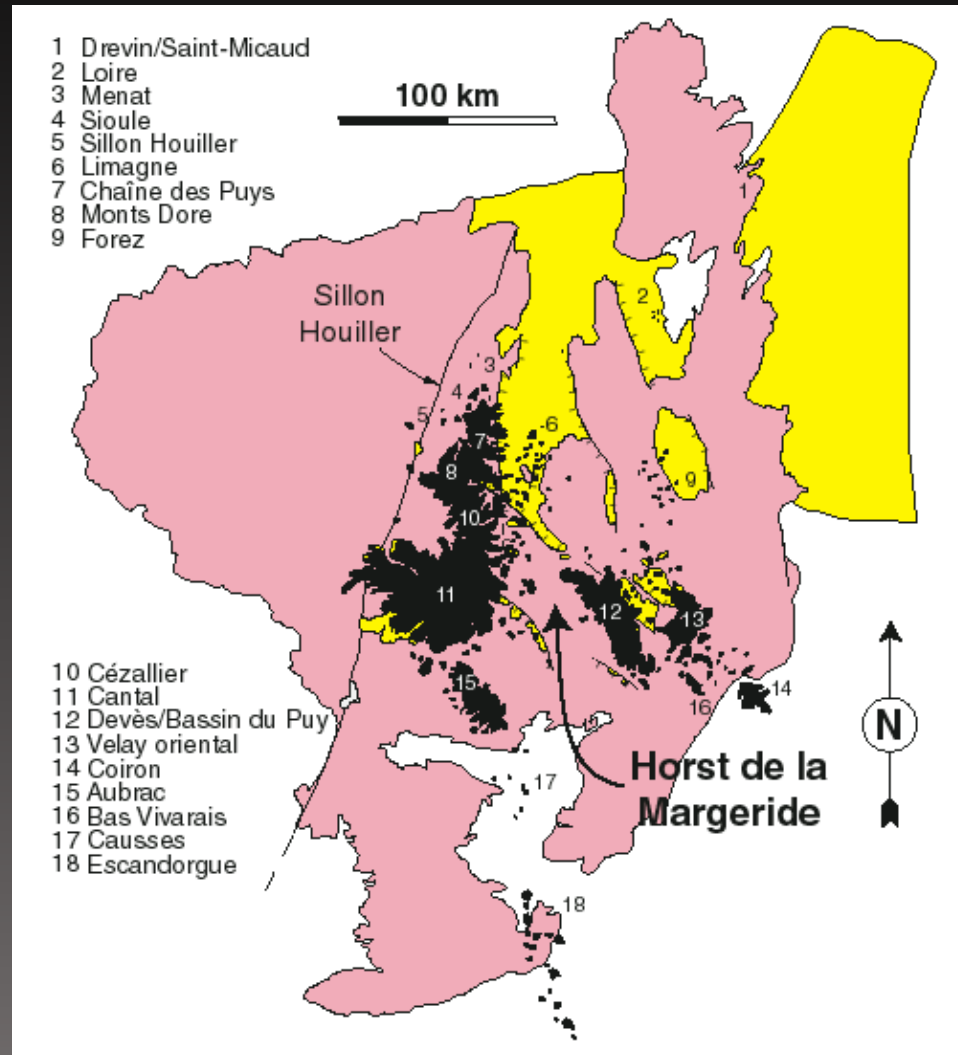 1 Drevin/Saint-Micaud
2 Loire
3 Menat
4 Sioule
5 Sillon Houiller
6 Limagne
7 Chaîne des Puys
8 Monts Dore
9 Forez
100 km
1
2
Sillon
Houiller
3
4
5
6
7
8
9
10
11
12
13
14
15
16
10 Cézallier
11 Cantal
12 Devès/Bassin du Puy
13 Velay oriental
14 Coiron
15 Aubrac
16 Bas Vivarais
17 Causses
18 Escandorgue
N
17
Horst de la
Margeride
18